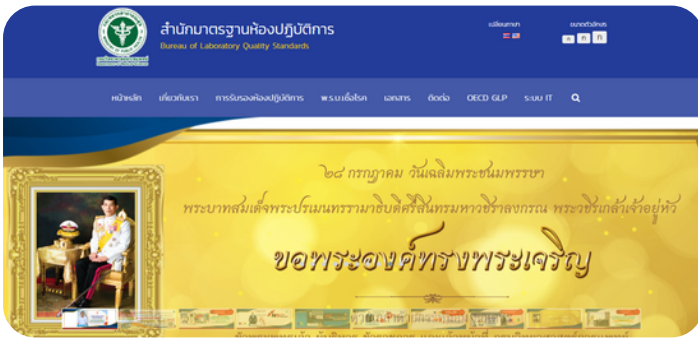 สำนักมาตรฐานห้องปฏิบัติการ
Bureau of Laboratory Quality Standards
เปลี่ยนภาษา
ขนาดตัวอักษร
ก ก ก
หน้าหลัก เกี่ยวกับเรา การรับรองห้องปฏิบัติการ พ.ร.บ.เชื้อโรค เอกสาร ติดต่อ OECD GLP ระบบ IT
๒๘ กรกฎาคม วันเฉลิมพระชนมพรรษา
พระบาทสมเด็จพระปรเมนทรรามาธิบดีศรีสินทรมหาวชิราลงกรณ พระวชิรเกล้าเจ้าอยู่หัว
ขอพระองค์ทรงพระเจริญ